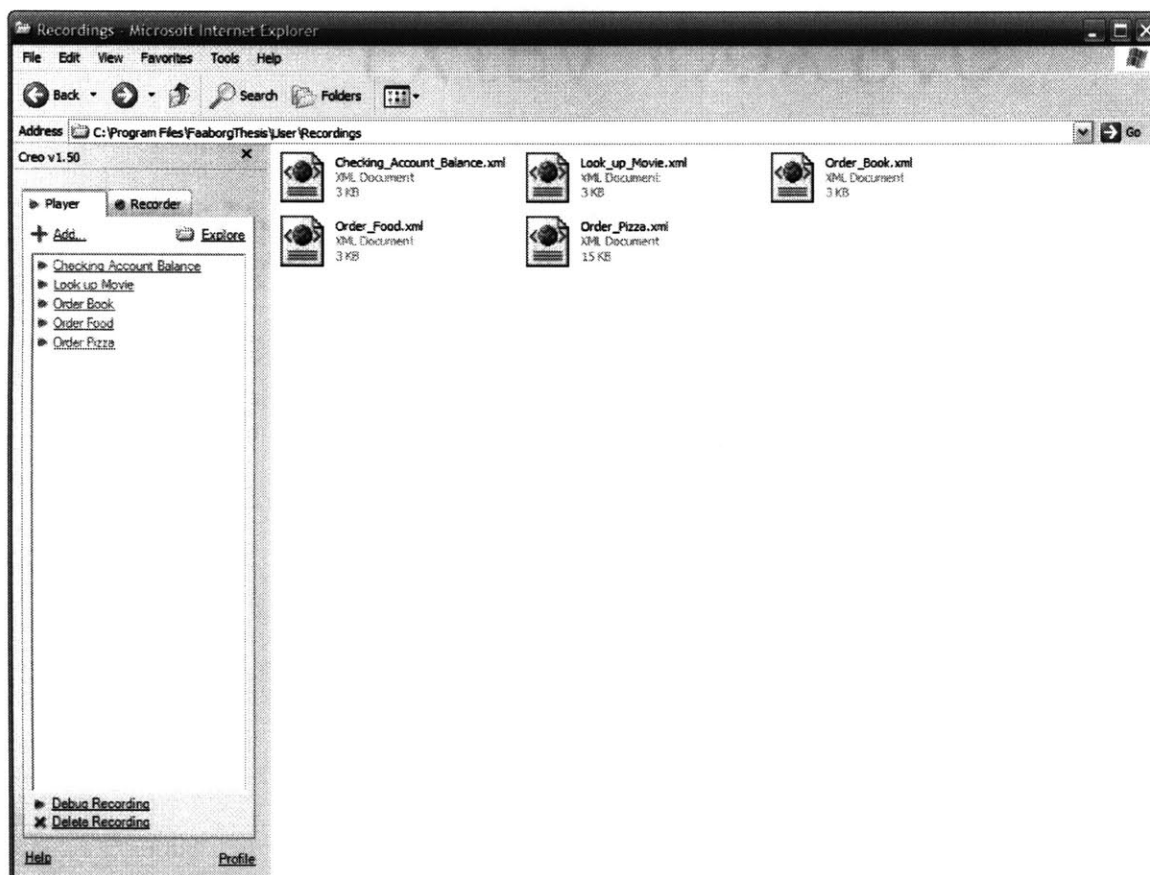 Recordings - Microsoft Internet Explorer
File Edit View Favorites Tools Help
Back Search Folders
Address C:\Program Files\FaaborgThesis\User\Recordings Go
Creo v1.50
Player Recorder
Add... Explore
Checking Account Balance
Look up Movie
Order Book
Order Food
Order Pizza
Debug Recording
Delete Recording
Help Profile
Checking_Account_Balance.xml
XML Document
3 KB
Look_up_Movie.xml
XML Document
3 KB
Order_Book.xml
XML Document
3 KB
Order_Food.xml
XML Document
3 KB
Order_Pizza.xml
XML Document
15 KB